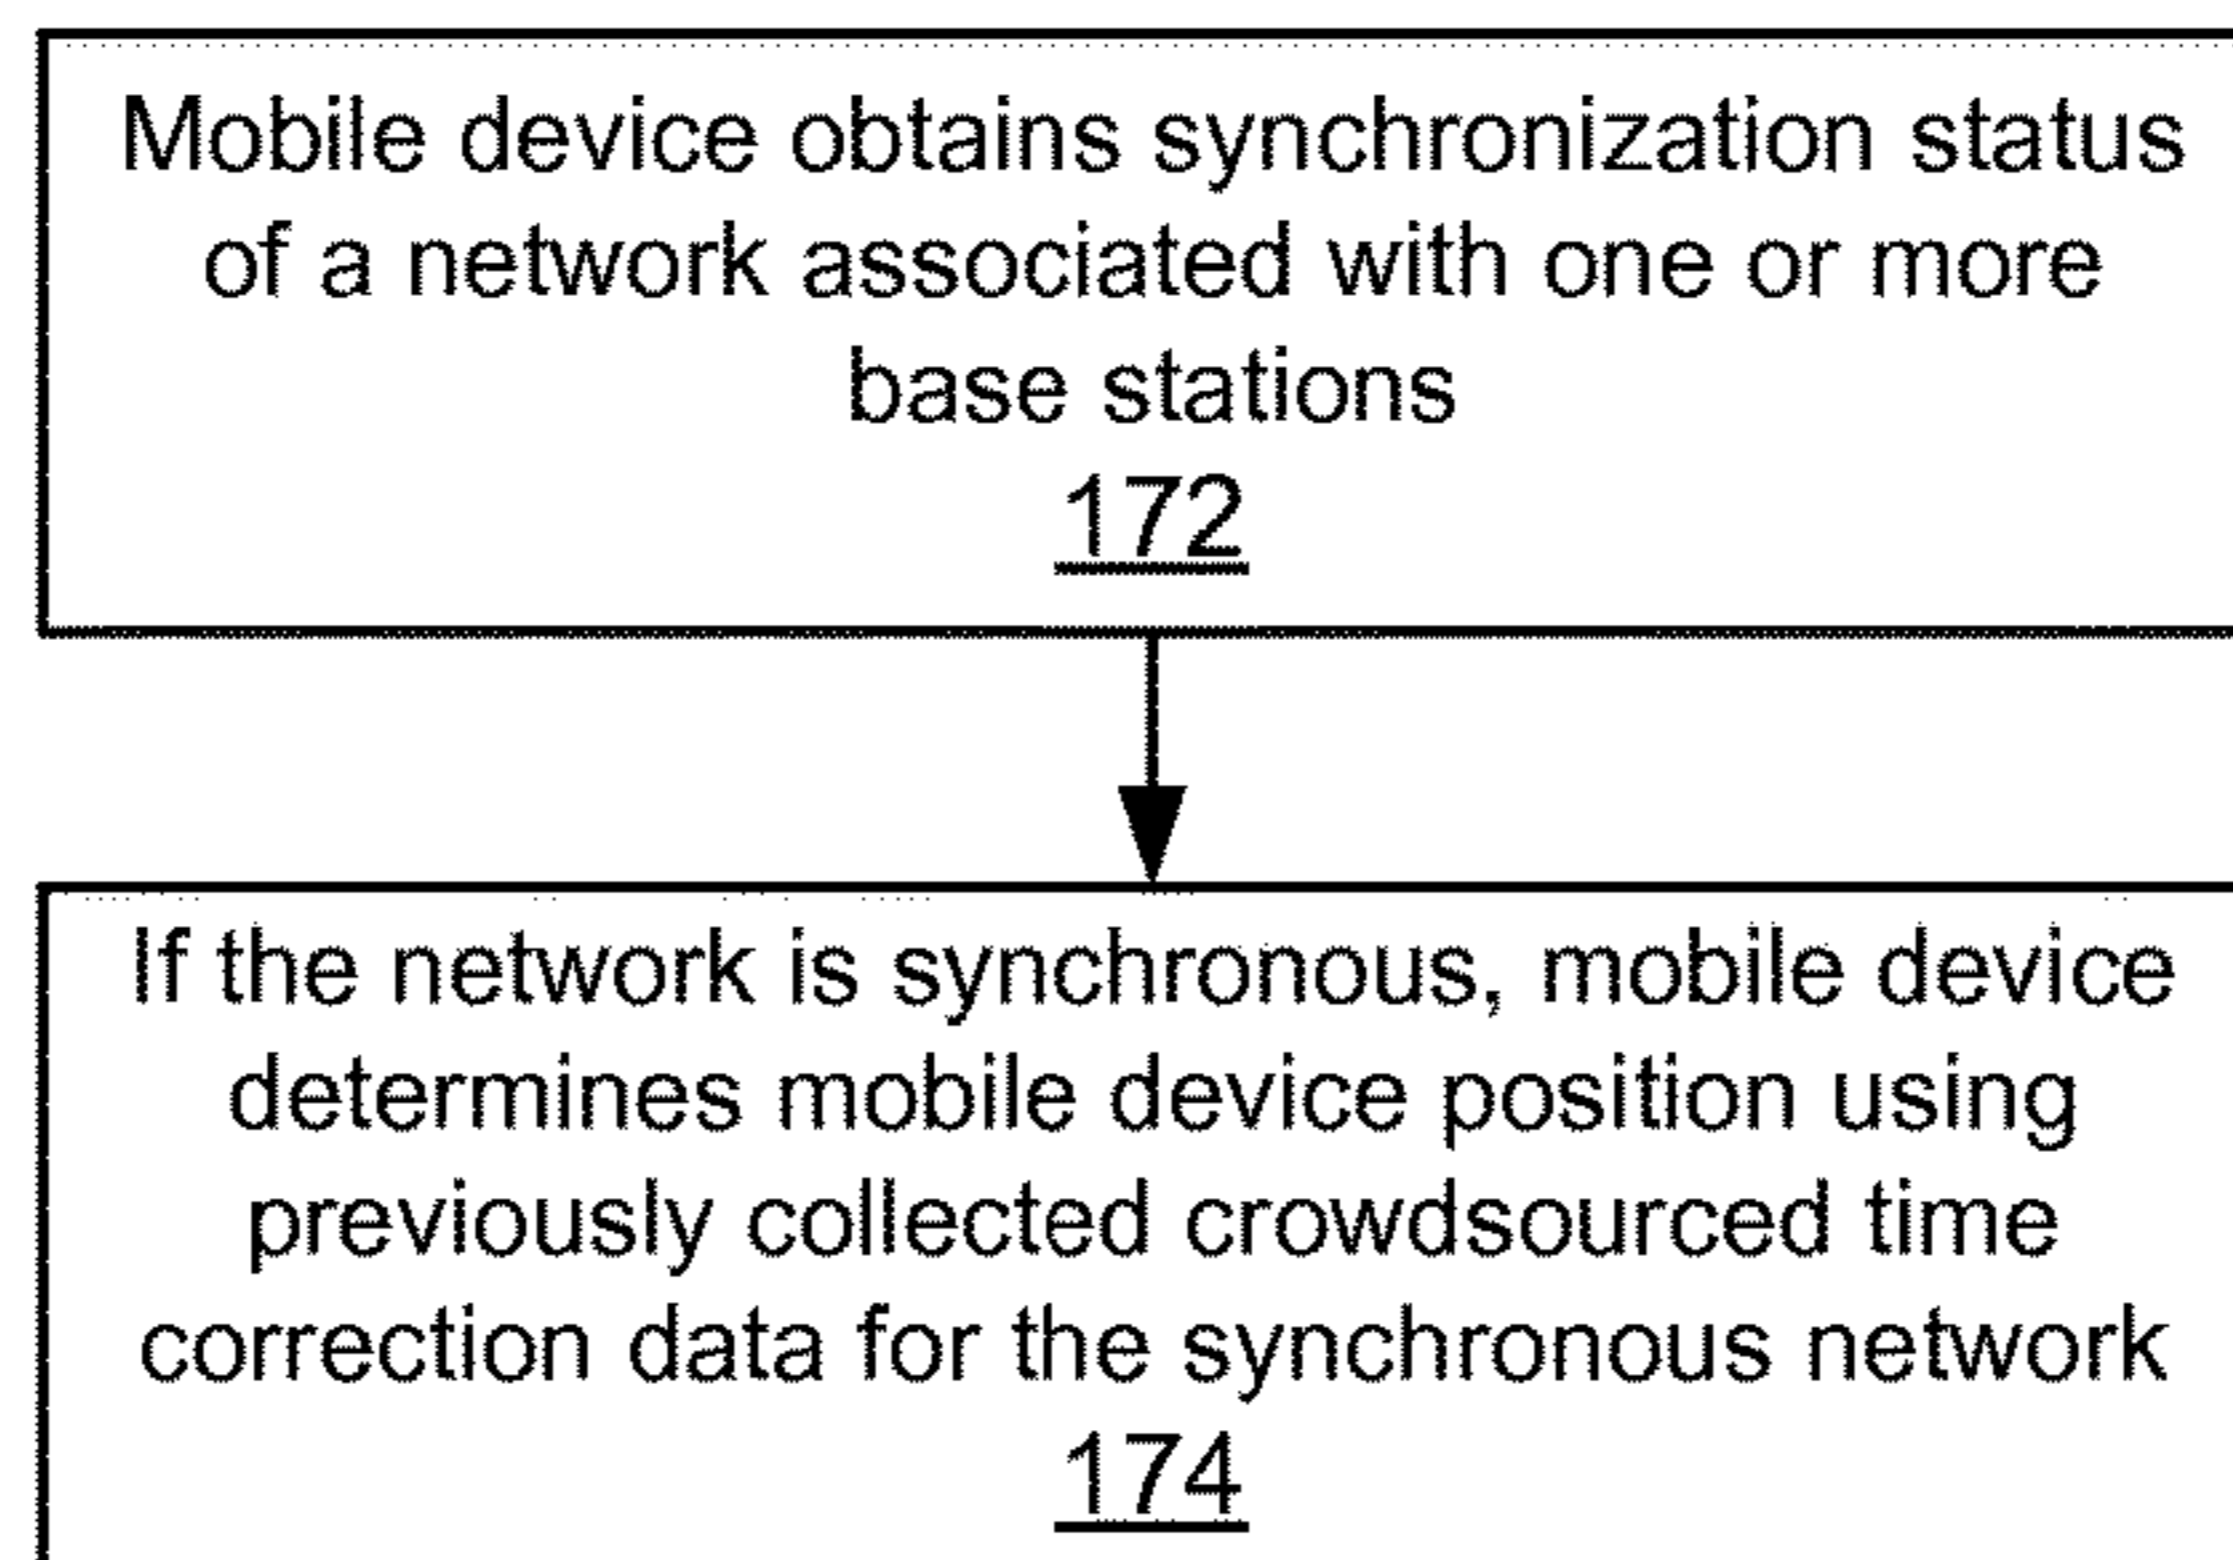 Mobile device obtains synchronization status
of a network associated with one or more
base stations
172
If the network is synchronous, mobile device
determines mobile device position using
previously collected crowdsourced time
correction data for the synchronous network
174